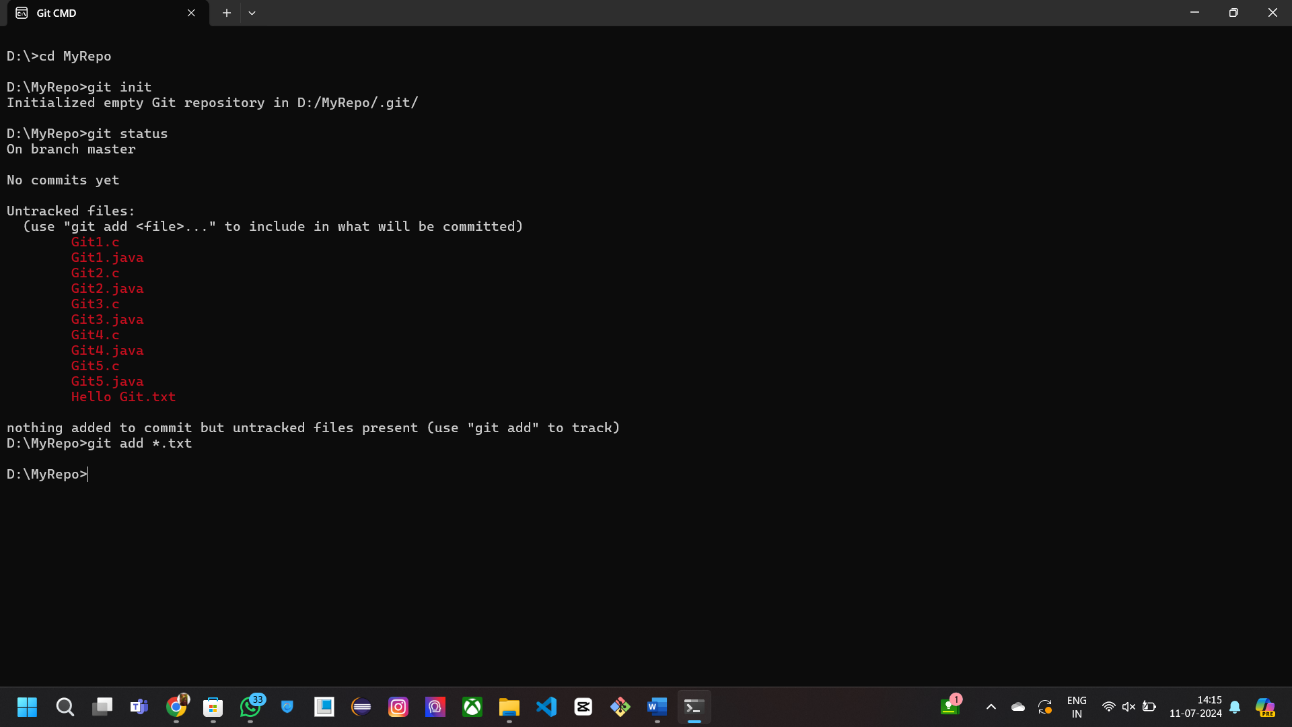 Git CMD
D:\>cd MyRepo
D:\MyRepo>git init
Initialized empty Git repository in D:/MyRepo/.git/
D:\MyRepo>git status
On branch master
No commits yet
Untracked files:
(use "git add <file>..." to include in what will be committed)
Git1.c
Git1.java
Git2.c
Git2.java
Git3.c
Git3.java
Git4.c
Git4.java
Git5.c
Git5.java
Hello Git.txt
nothing added to commit but untracked files present (use "git add" to track)
D:\MyRepo>git add *.txt
D:\MyRepo>
33
1
ENG
IN
14:15
11-07-2024
PRE